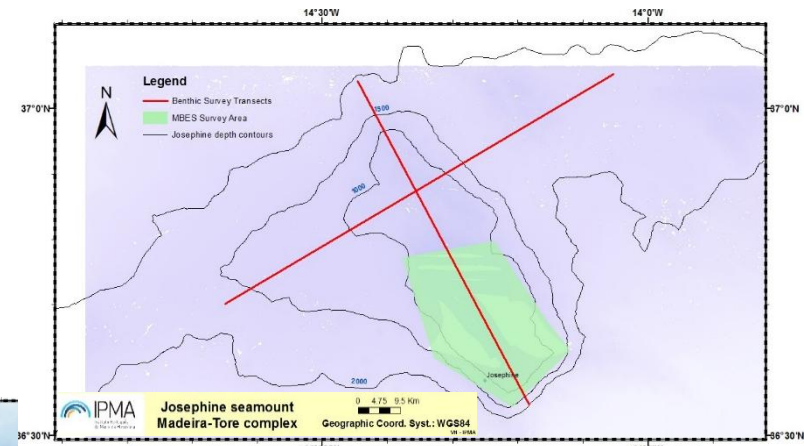 14°30'W 14°0'W
37°0'N 37°0'N
N
Legend
Benthic Survey Transects
MBES Survey Area
Josephine depth contours
1500
1000
Josephine
2000
IPMA
Josephine seamount
Madeira-Tore complex
0 4.75 9.5 Km
Geographic Coord. Syst.: WGS84
VH - IPMA
36°30'N 36°30'N